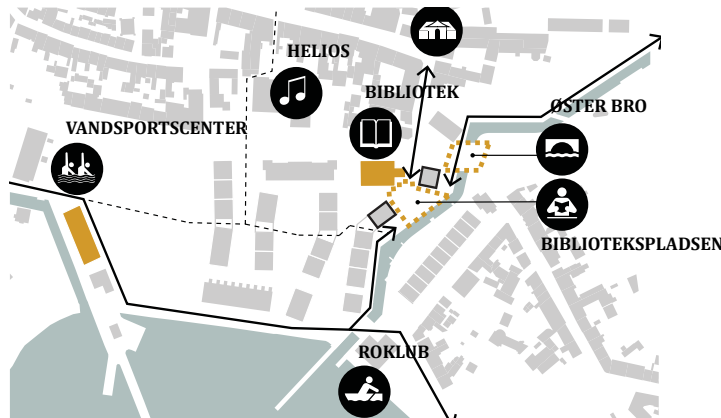 HELIOS
BIBLIOTEK
ØSTER BRO
VANDSPORTSCENTER
BIBLIOTEKSPLADSEN
ROKLUB